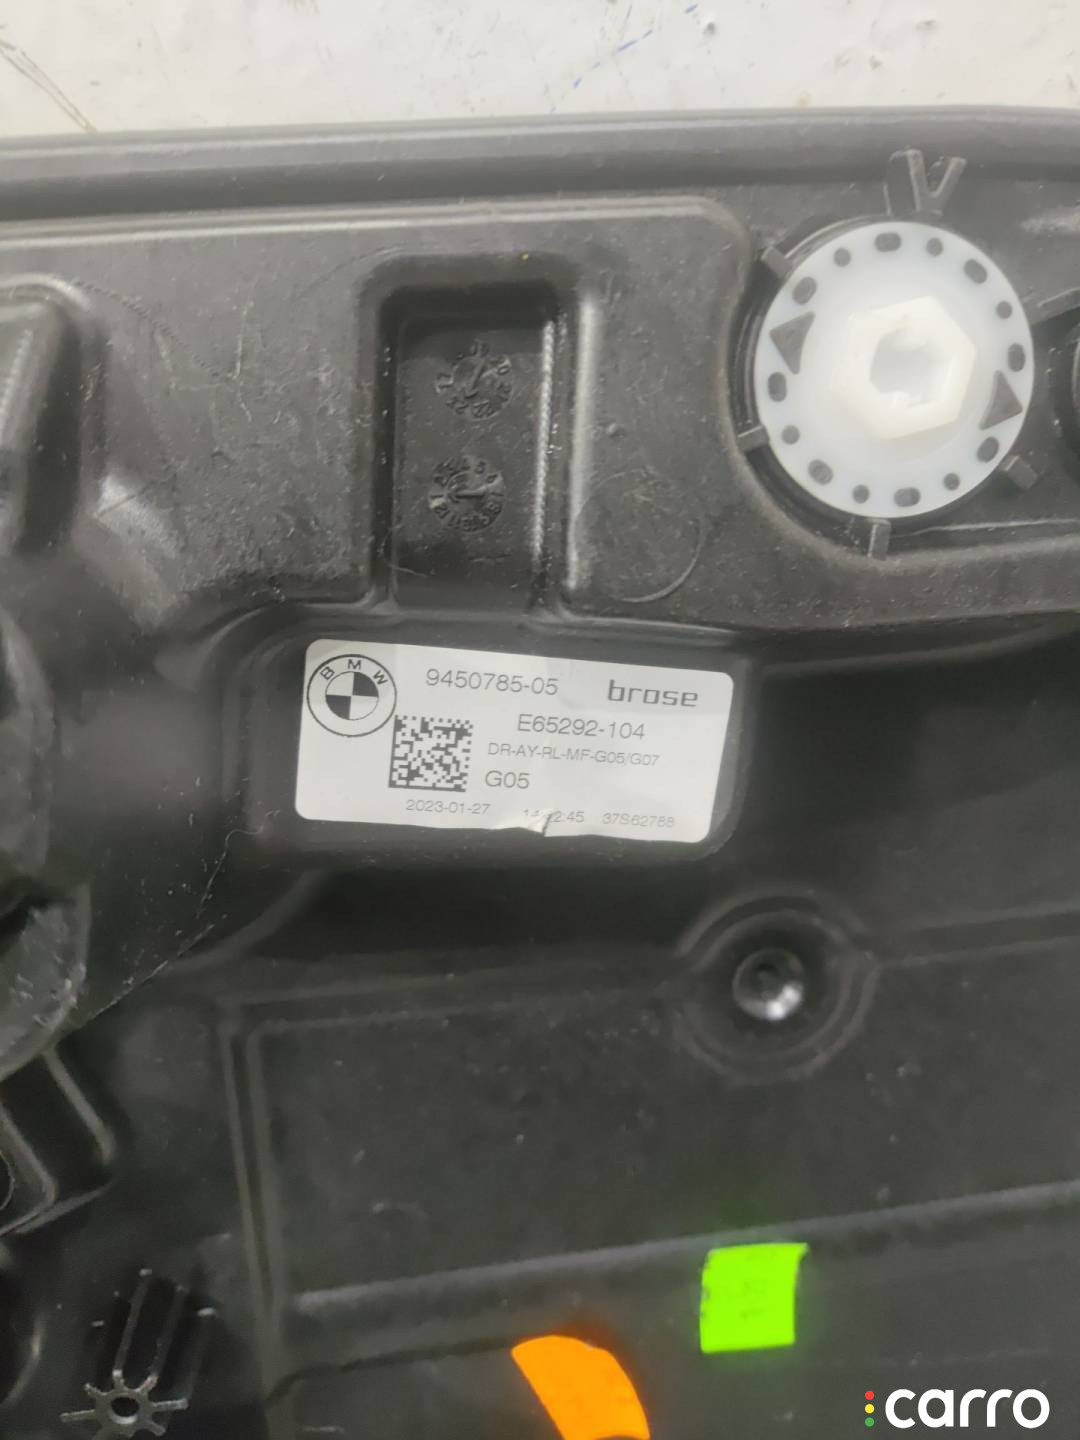 BMW
9450785-05 brose
E65292-104
DR-AY-RL-MF-G05/G07
G05
2023-01-27 37S62788
carro